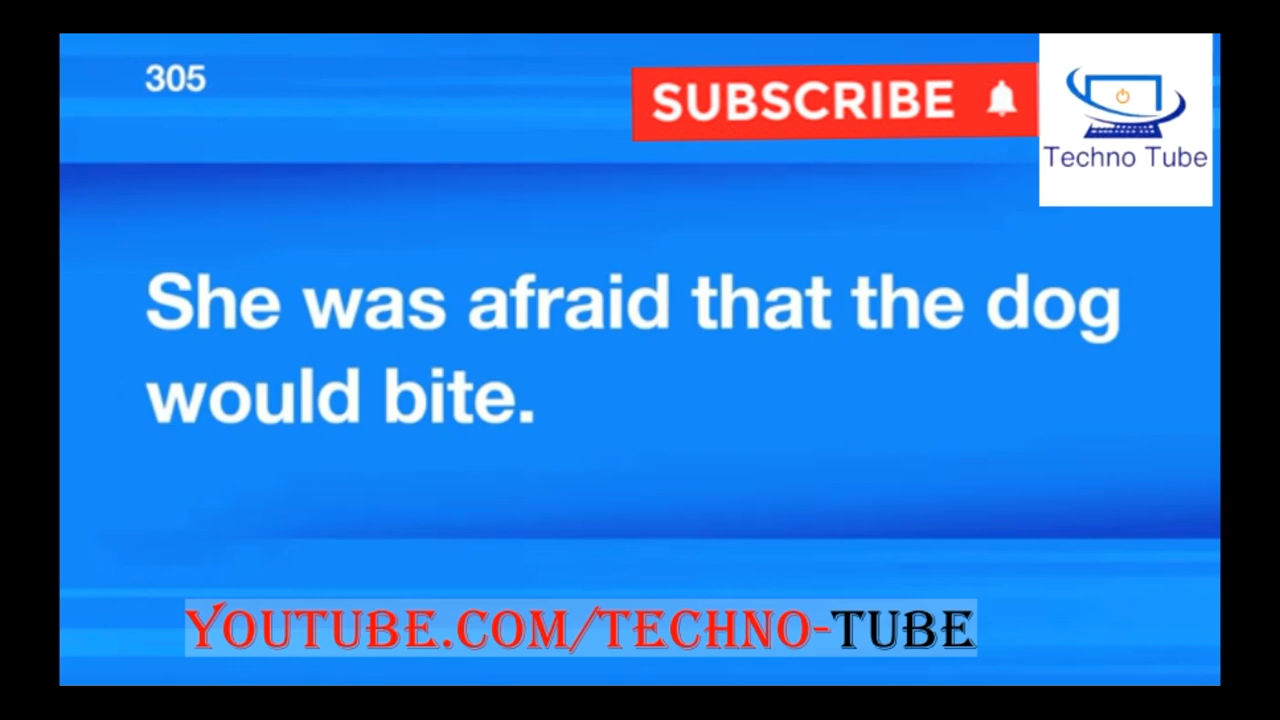 305
SUBSCRIBE
Techno Tube
She was afraid that the dog
would bite.
YOUTUBE.COM/TECHNO-TUBE